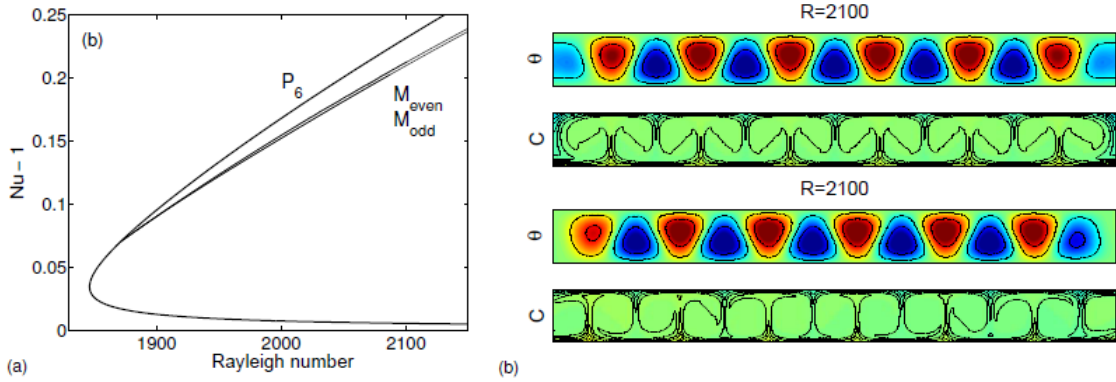 0.25
(b)
0.2
P6
Meven
Modd
0.15
Nu − 1
0.1
0.05
0
1900
2000
2100
Rayleigh number
(a)
R=2100
θ
C
R=2100
θ
C
(b)